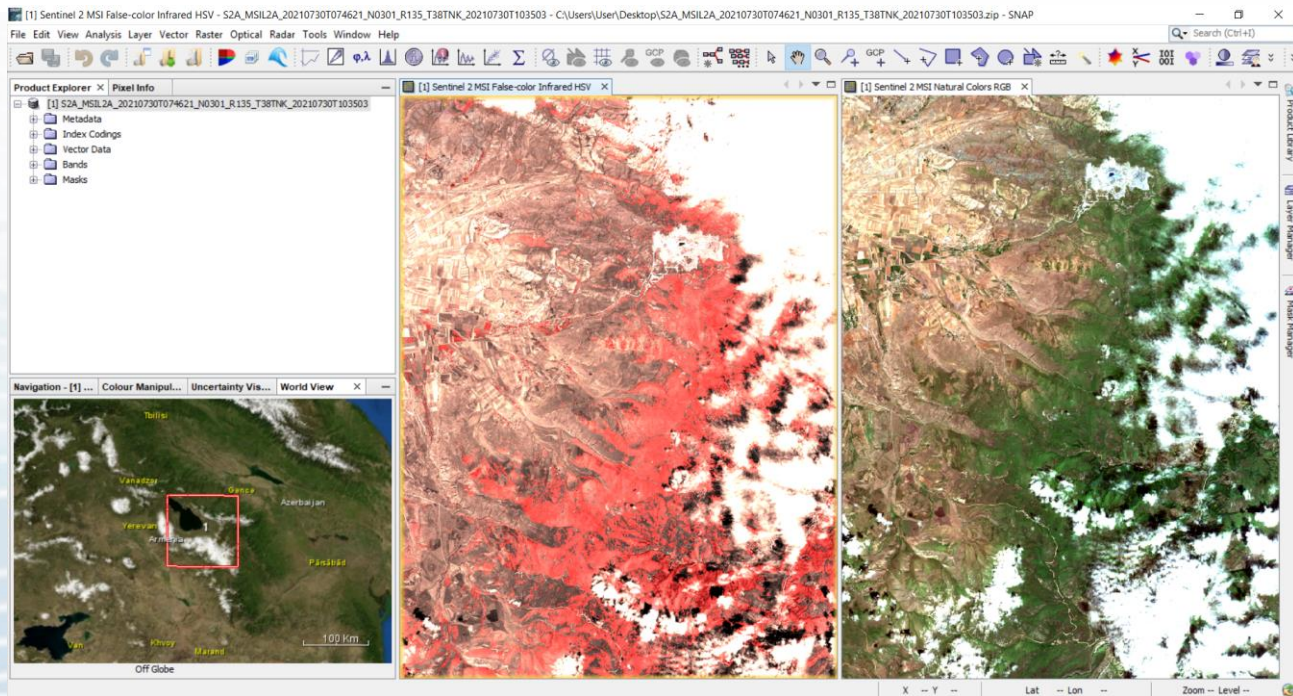 [1] Sentinel 2 MSI False-color Infrared HSV - S2A_MSIL2A_20210730T074621_N0301_R135_T38TNK_20210730T103503 - C:\Users\User\Desktop\S2A_MSIL2A_20210730T074621_N0301_R135_T38TNK_20210730T103503.zip - SNAP
File Edit View Analysis Layer Vector Raster Optical Radar Tools Window Help
Search (Ctrl+I)
φ,λ Σ GCP GCP
Product Explorer Pixel Info
[1] S2A_MSIL2A_20210730T074621_N0301_R135_T38TNK_20210730T103503
Metadata
Index Codings
Vector Data
Bands
Masks
[1] Sentinel 2 MSI False-color Infrared HSV
[1] Sentinel 2 MSI Natural Colors RGB
Product Library
Layer Manager
Mask Manager
Navigation - [1] ... Colour Manipul... Uncertainty Vis... World View
Tbilisi
Vanadzor
Ganca
Azerbaijan
Yerevan
1
Armenia
Pārsābād
Van
Khvoy
Marand
100 Km
Off Globe
X -- Y -- Lat -- Lon -- Zoom -- Level --